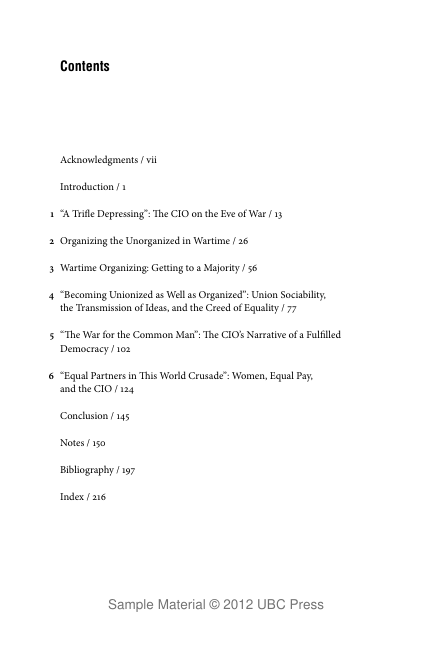 Contents
Acknowledgments / vii
Introduction / 1
1 “A Trifle Depressing”: The CIO on the Eve of War / 13
2 Organizing the Unorganized in Wartime / 26
3 Wartime Organizing: Getting to a Majority / 56
4 “Becoming Unionized as Well as Organized”: Union Sociability,
the Transmission of Ideas, and the Creed of Equality / 77
5 “The War for the Common Man”: The CIO’s Narrative of a Fulfilled
Democracy / 102
6 “Equal Partners in This World Crusade”: Women, Equal Pay,
and the CIO / 124
Conclusion / 145
Notes / 150
Bibliography / 197
Index / 216
Sample Material © 2012 UBC Press